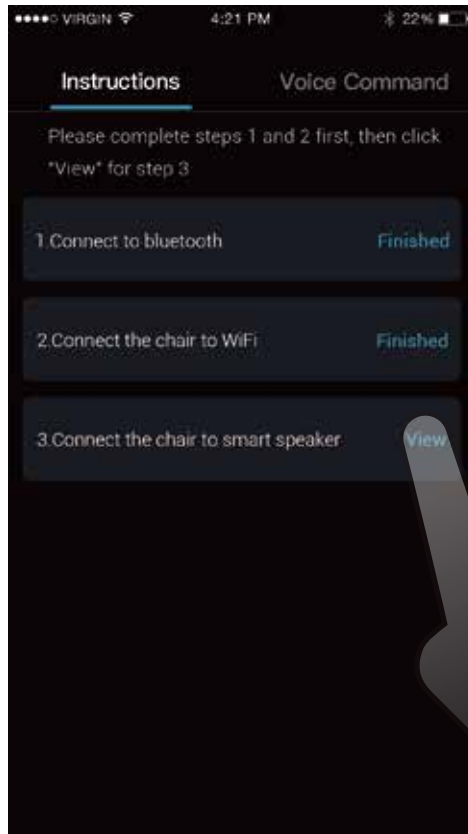 VIRGIN 4:21 PM 22%
Instructions Voice Command
Please complete steps 1 and 2 first, then click
"View" for step 3
1.Connect to bluetooth Finished
2.Connect the chair to WiFi Finished
3.Connect the chair to smart speaker View